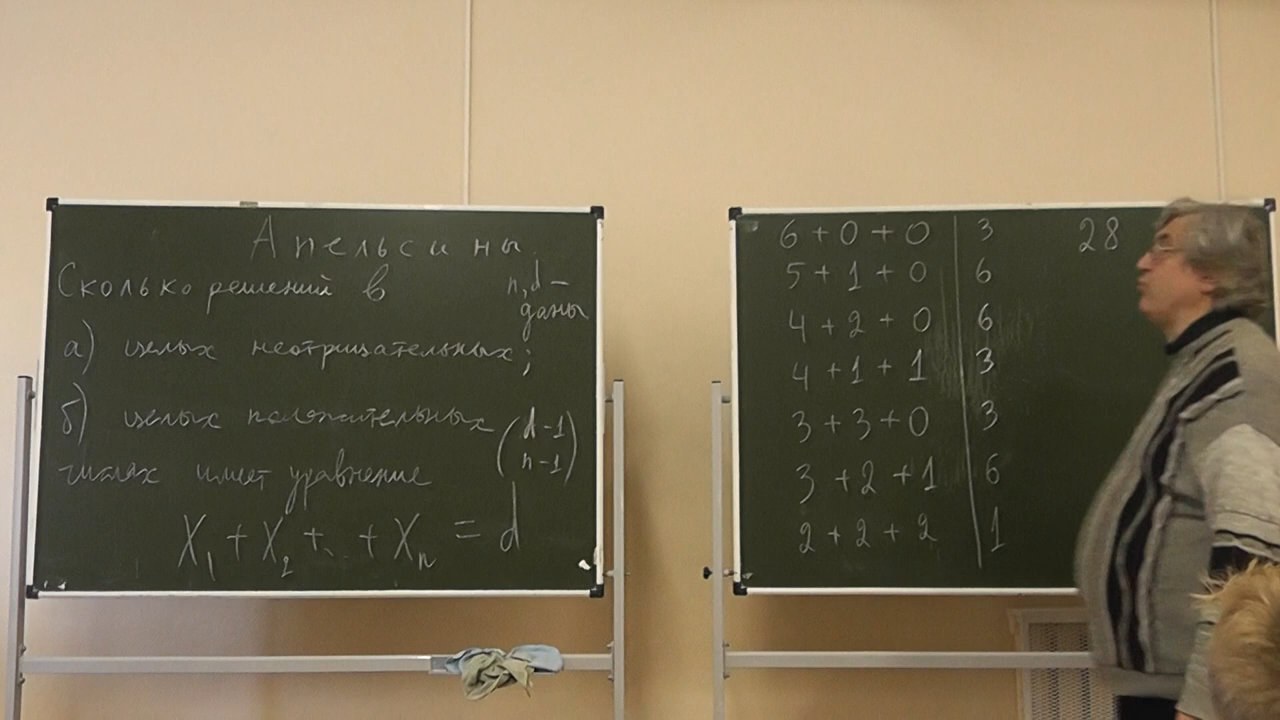 Апельсины.
Сколько решений в
n, d —
даны
а) целых неотрицательных;
б) целых положительных
(d-1
n-1)
числах имеет уравнение
X₁ + X₂ + .. + Xₙ = d
6 + 0 + 0 | 3
28
5 + 1 + 0 | 6
4 + 2 + 0 | 6
4 + 1 + 1 | 3
3 + 3 + 0 | 3
3 + 2 + 1 | 6
2 + 2 + 2 | 1